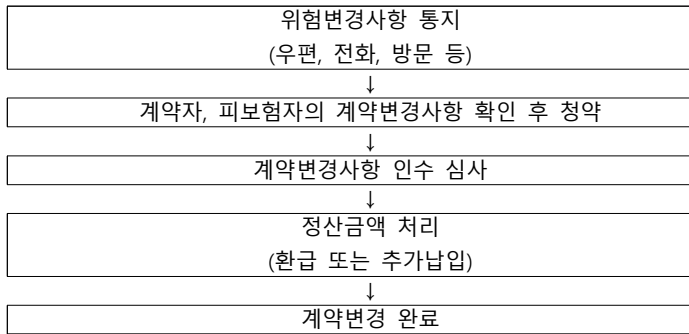 위험변경사항 통지
(우편, 전화, 방문 등)
↓
계약자, 피보험자의 계약변경사항 확인 후 청약
↓
계약변경사항 인수 심사
↓
정산금액 처리
(환급 또는 추가납입)
↓
계약변경 완료